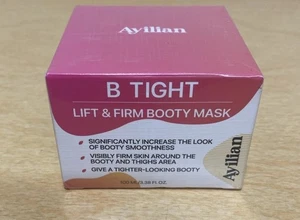 Ayilian
B TIGHT
LIFT & FIRM BOOTY MASK
SIGNIFICANTLY INCREASE THE LOOK
OF BOOTY SMOOTHNESS
VISIBLY FIRM SKIN AROUND THE
BOOTY AND THIGHS AREA
GIVE A TIGHTER-LOOKING BOOTY
Ayilian